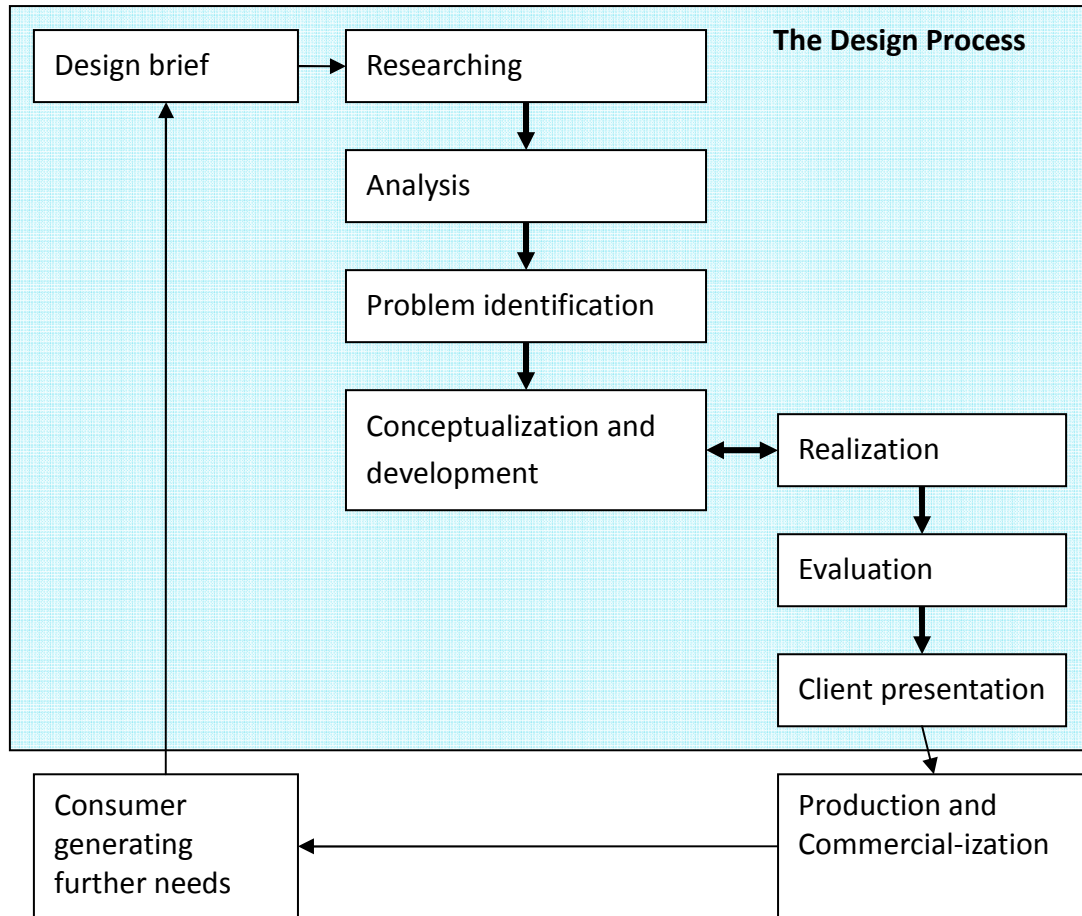 The Design Process
Design brief
Researching
Analysis
Problem identification
Conceptualization and
development
Realization
Evaluation
Client presentation
Production and
Commercial-ization
Consumer
generating
further needs